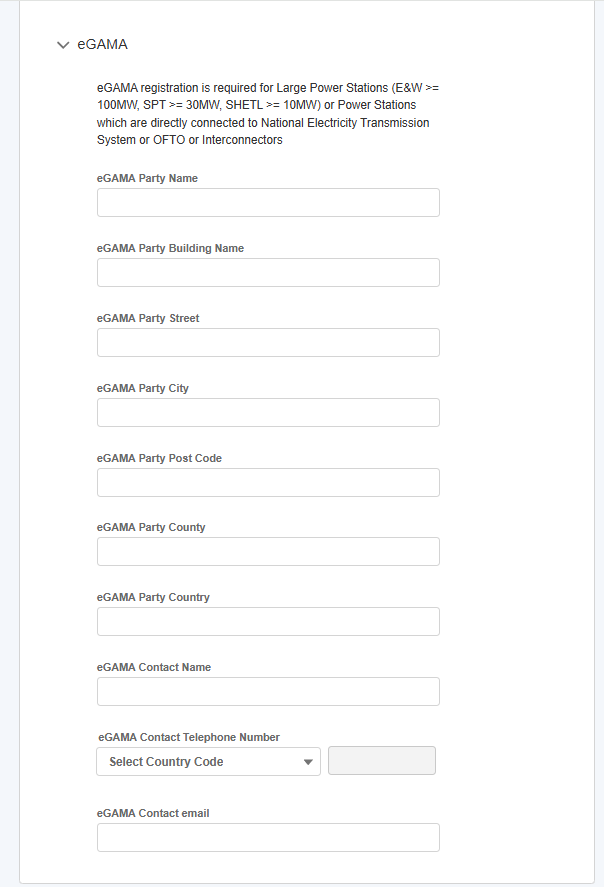 eGAMA
eGAMA registration is required for Large Power Stations (E&W >=
100MW, SPT >= 30MW, SHETL >= 10MW) or Power Stations
which are directly connected to National Electricity Transmission
System or OFTO or Interconnectors
eGAMA Party Name
eGAMA Party Building Name
eGAMA Party Street
eGAMA Party City
eGAMA Party Post Code
eGAMA Party County
eGAMA Party Country
eGAMA Contact Name
eGAMA Contact Telephone Number
Select Country Code
eGAMA Contact email